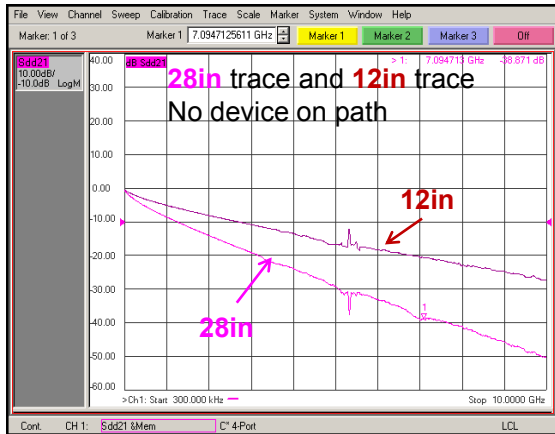 File View Channel Sweep Calibration Trace Scale Marker System Window Help
Marker: 1 of 3 Marker 1 7.0947125611 GHz Marker 1 Marker 2 Marker 3 Off
Sdd21
10.00dB/
-10.0dB LogM
40.00 dB Sdd21 > 1: 7.094713 GHz -38.871 dB
28in trace and 12in trace
30.00
No device on path
20.00
10.00
0.00
12in
-10.00
-20.00
28in
-30.00
1
-40.00
-50.00
-60.00
>Ch1: Start 300.000 kHz Stop 10.0000 GHz
Cont. CH 1: Sdd21 &Mem C* 4-Port LCL